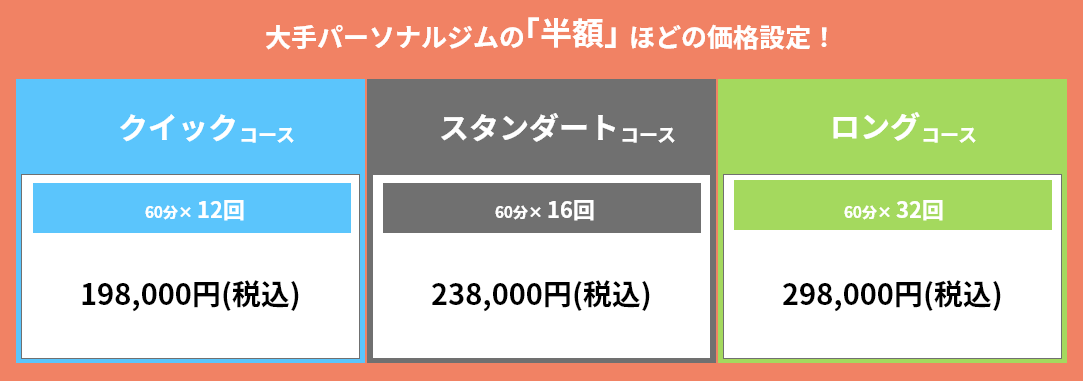 大手パーソナルジムの「半額」ほどの価格設定！
クイックコース
スタンダートコース
ロングコース
60分× 12回
60分× 16回
60分× 32回
198,000円(税込)
238,000円(税込)
298,000円(税込)